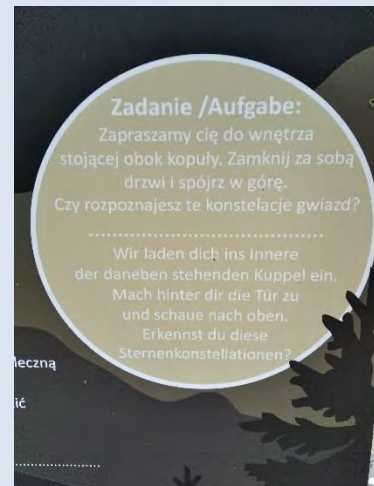 Zadanie /Aufgabe:
Zapraszamy cię do wnętrza
stojącej obok kopuły. Zamknij za sobą
drzwi i spójrz w górę.
Czy rozpoznajesz te konstelacje gwiazd?
..................................................
Wir laden dich ins Innere
der daneben stehenden Kuppel ein.
Mach hinter dir die Tür zu
und schaue nach oben.
Erkennst du diese
Sternenkonstellationen?
leczną
ić
......................